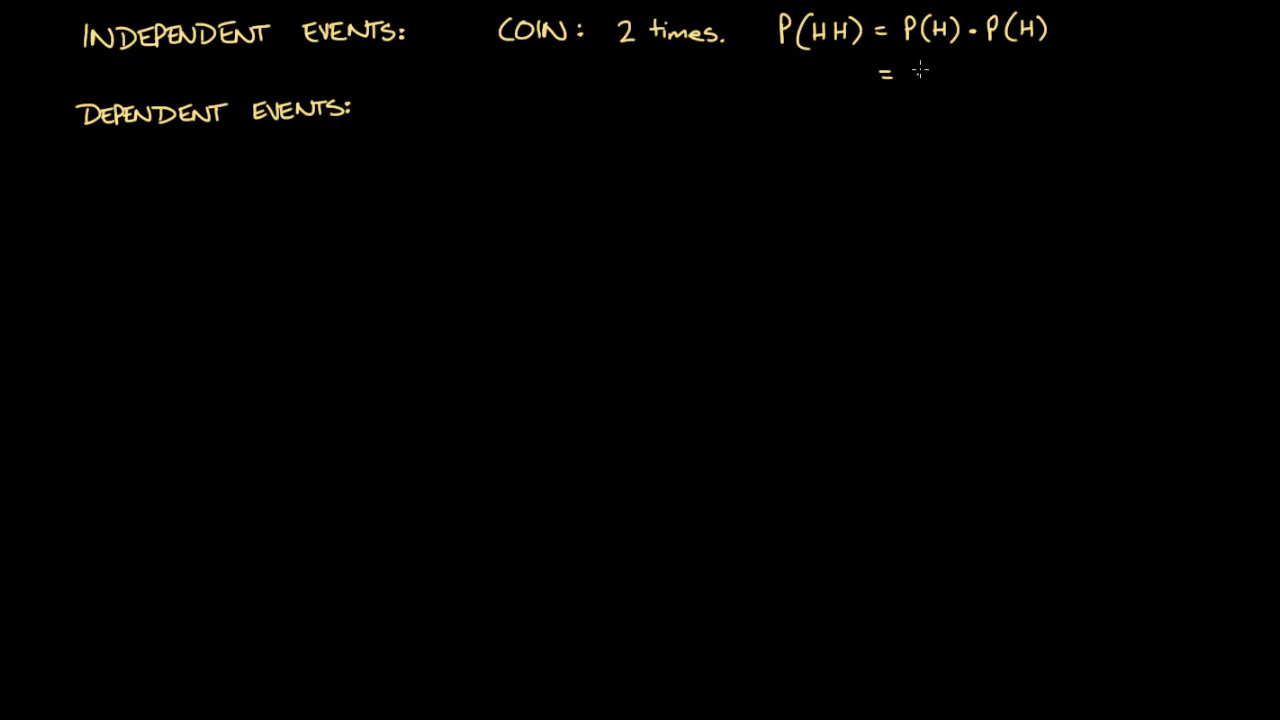 INDEPENDENT EVENTS: COIN: 2 times. P(HH) = P(H) · P(H)
=
DEPENDENT EVENTS: